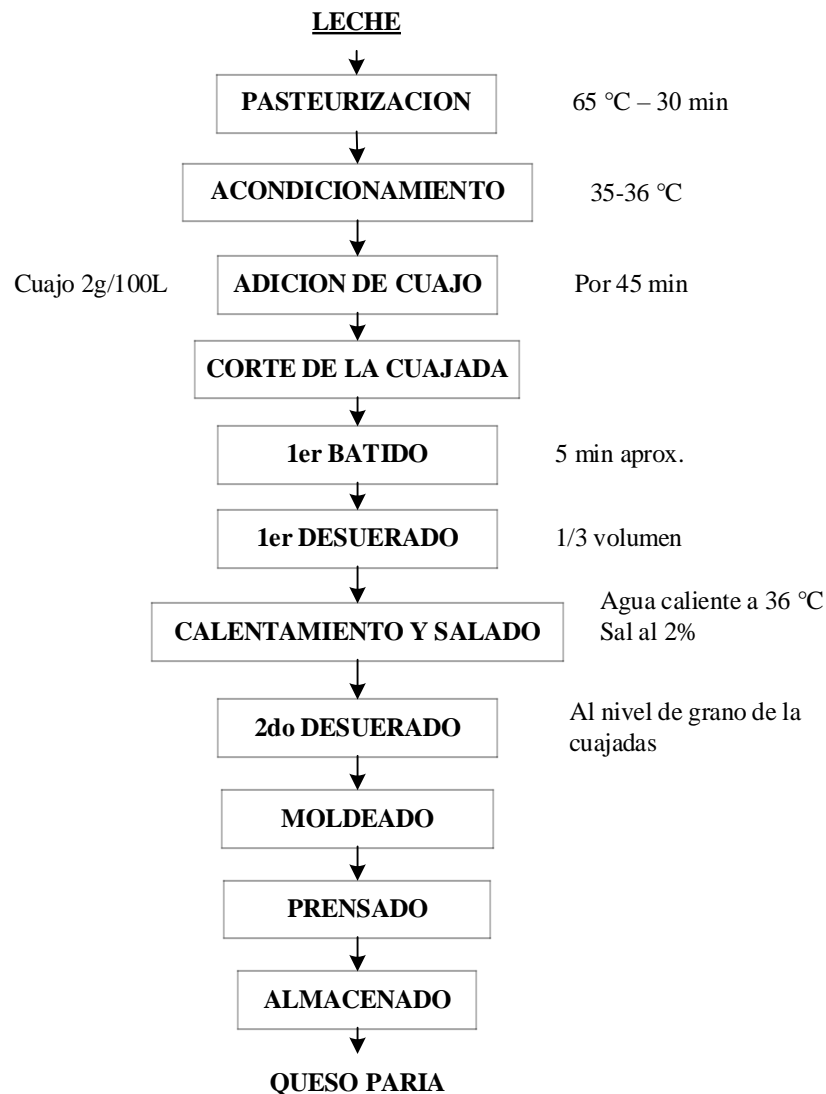 LECHE
PASTEURIZACION
65 °C – 30 min
ACONDICIONAMIENTO
35-36 °C
Cuajo 2g/100L
ADICION DE CUAJO
Por 45 min
CORTE DE LA CUAJADA
1er BATIDO
5 min aprox.
1er DESUERADO
1/3 volumen
CALENTAMIENTO Y SALADO
Agua caliente a 36 °C
Sal al 2%
2do DESUERADO
Al nivel de grano de la
cuajadas
MOLDEADO
PRENSADO
ALMACENADO
QUESO PARIA